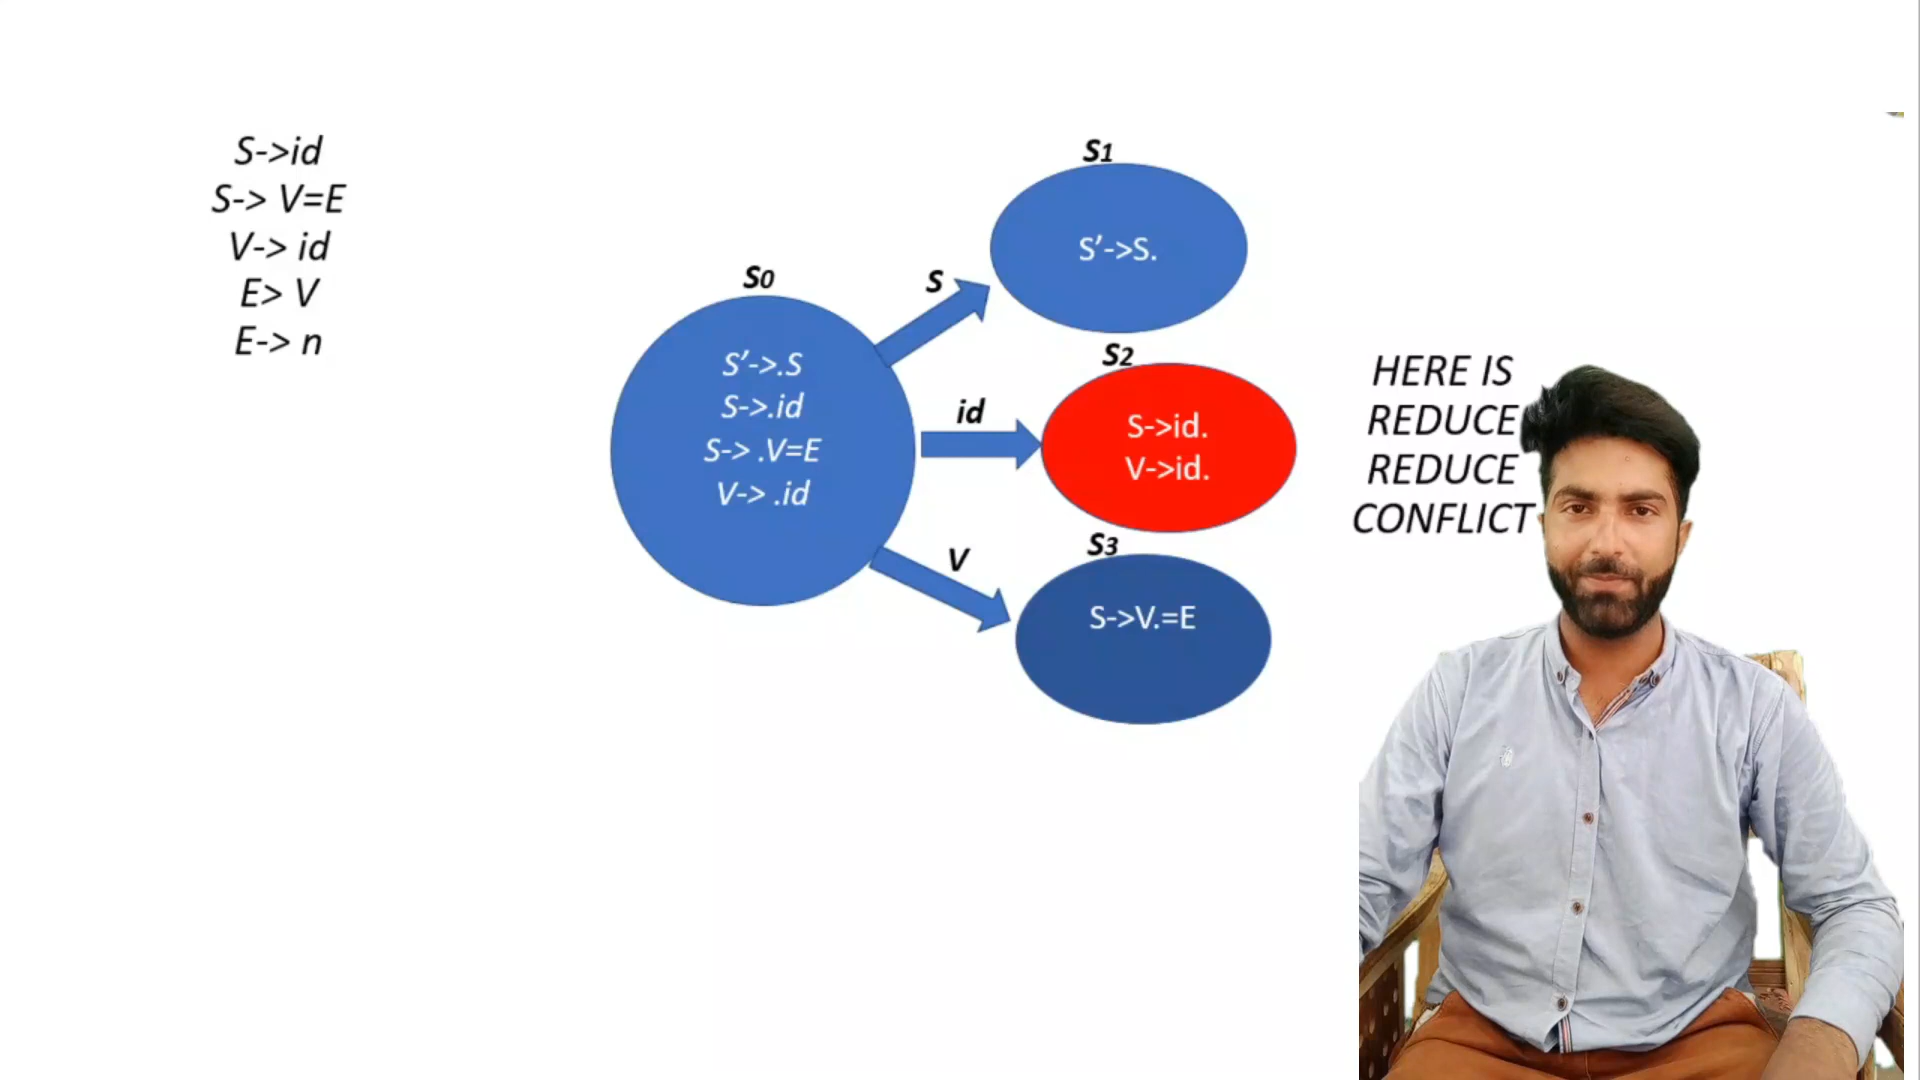 S->id
S-> V=E
V-> id
E> V
E-> n
S0
S'->.S
S->.id
S-> .V=E
V-> .id
S
id
V
S1
S'->S.
S2
S->id.
V->id.
S3
S->V.=E
HERE IS
REDUCE
REDUCE
CONFLICT